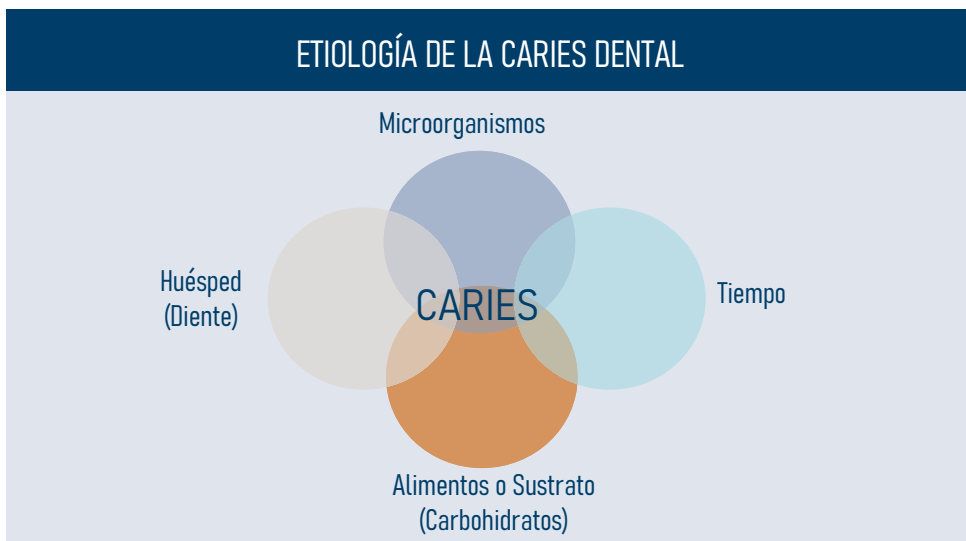 ETIOLOGÍA DE LA CARIES DENTAL
Microorganismos
Huésped
(Diente)
CARIES
Tiempo
Alimentos o Sustrato
(Carbohidratos)